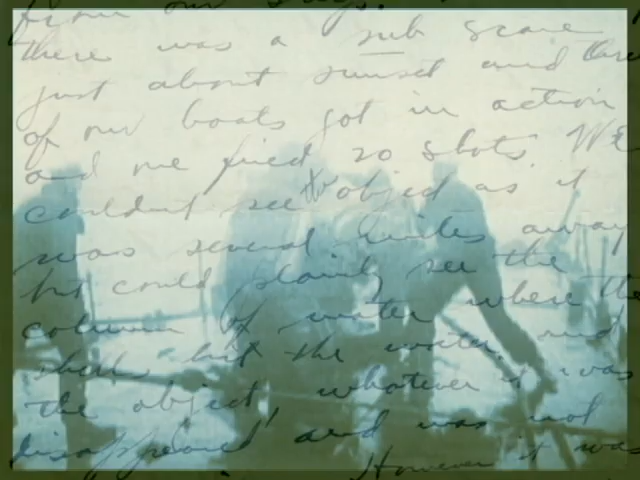 from our
there was a sub scare
just about sunset and three
of our boats got in action
and we fired 20 shots. We
couldnt see the object as it
was several miles away
but could plainly see the
column of water where the
shells hit the water. and
the object, whatever it was
disappeared and was not
However it was